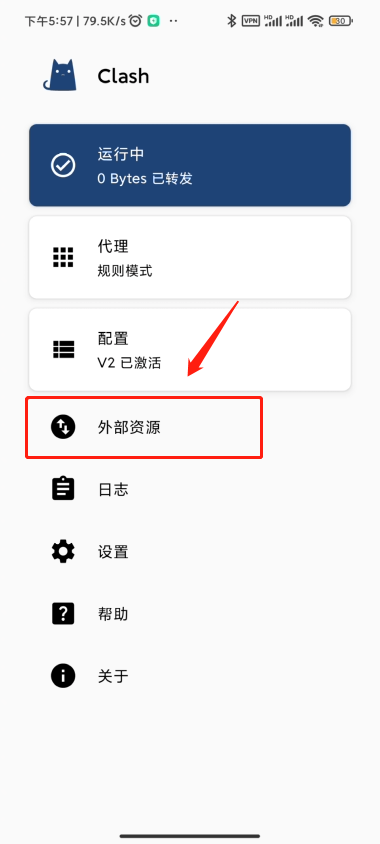 下午5:57 | 79.5K/s
VPN HD HD 30
Clash
运行中
0 Bytes 已转发
代理
规则模式
配置
V2 已激活
外部资源
日志
设置
帮助
关于